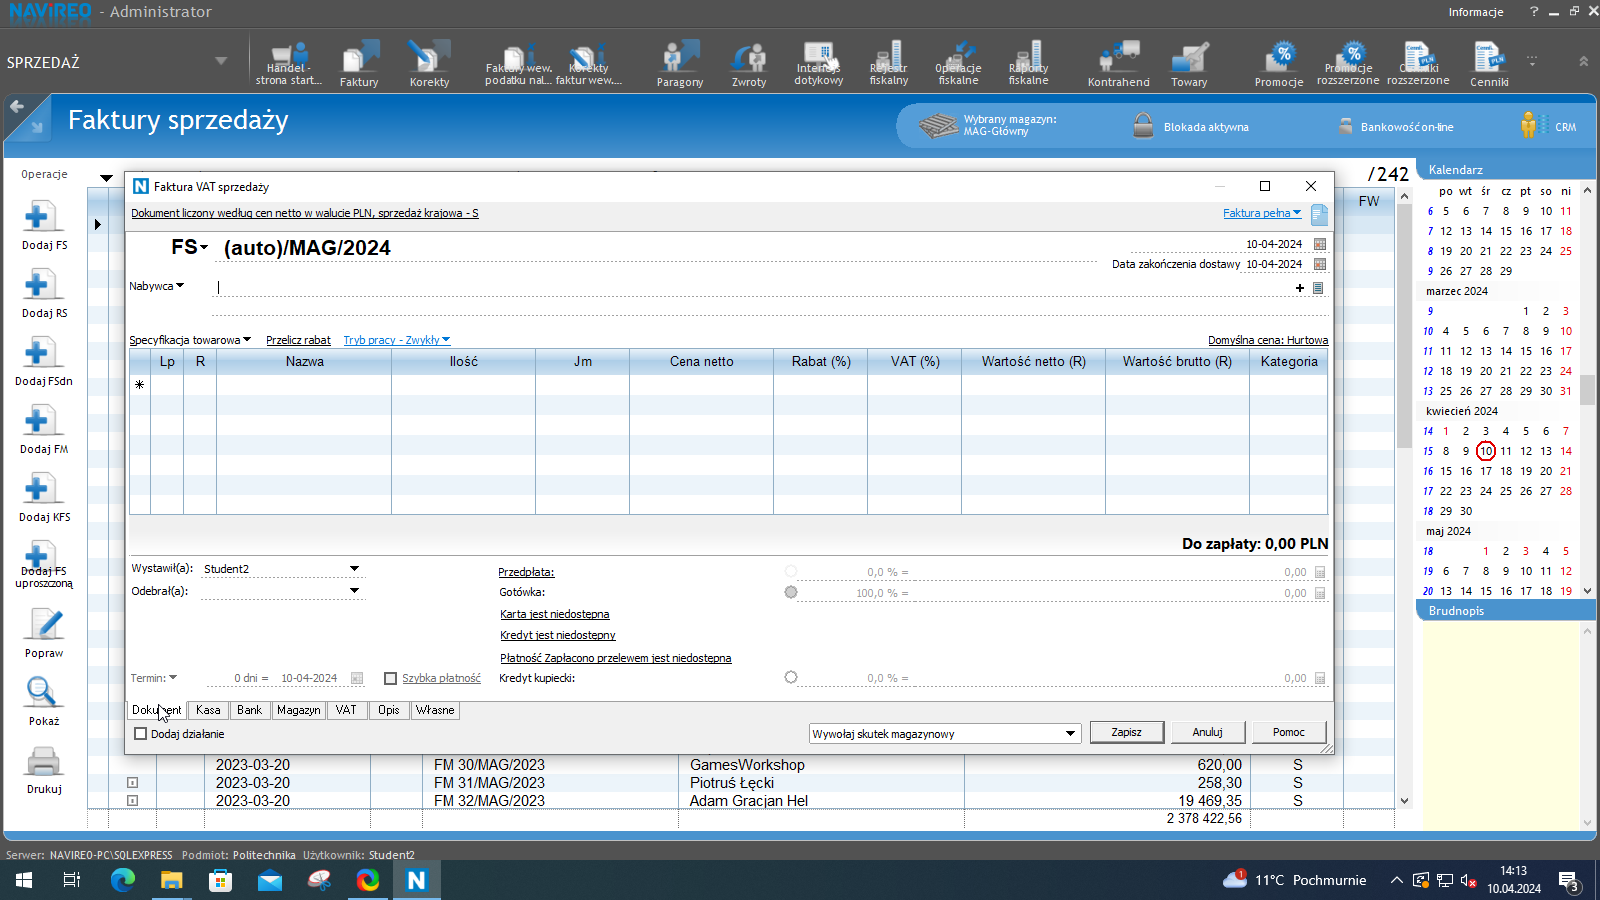 NAVIREO - Administrator
Informacje
SPRZEDAŻ
Handel -
strona start...
Faktury
Korekty
Faktury wew.
podatku nal...
Korekty
faktur wew....
Paragony
Zwroty
Interfejs
dotykowy
Rejestr
fiskalny
Operacje
fiskalne
Raporty
fiskalne
Kontrahenci
Towary
Promocje
Promocje
rozszerzone
Cenniki
rozszerzone
Cenniki
Faktury sprzedaży
Wybrany magazyn:
MAG-Główny
Blokada aktywna
Bankowość on-line
CRM
Operacje
Dodaj FS
Dodaj RS
Dodaj FSdn
Dodaj FM
Dodaj KFS
Dodaj FS
uproszczoną
Popraw
Pokaż
Drukuj
/242
FW
Faktura VAT sprzedaży
Dokument liczony według cen netto w walucie PLN, sprzedaż krajowa - S
Faktura pełna
FS (auto)/MAG/2024
10-04-2024
Data zakończenia dostawy 10-04-2024
Nabywca
Specyfikacja towarowa Przelicz rabat Tryb pracy - Zwykły Domyślna cena: Hurtowa
Lp R Nazwa Ilość Jm Cena netto Rabat (%) VAT (%) Wartość netto (R) Wartość brutto (R) Kategoria
Do zapłaty: 0,00 PLN
Wystawił(a): Student2
Odebrał(a):
Przedpłata: 0,0 % = 0,00
Gotówka: 100,0 % = 0,00
Karta jest niedostępna
Kredyt jest niedostępny
Płatność Zapłacono przelewem jest niedostępna
Termin: 0 dni = 10-04-2024 Szybka płatność Kredyt kupiecki: 0,0 % = 0,00
Dokument Kasa Bank Magazyn VAT Opis Własne
Dodaj działanie Wywołaj skutek magazynowy Zapisz Anuluj Pomoc
2023-03-20 FM 30/MAG/2023 GamesWorkshop 620,00 S
2023-03-20 FM 31/MAG/2023 Piotruś Łęcki 258,30 S
2023-03-20 FM 32/MAG/2023 Adam Gracjan Hel 19 469,35 S
2 378 422,56
Kalendarz
po wt śr cz pt so ni
6 5 6 7 8 9 10 11
7 12 13 14 15 16 17 18
8 19 20 21 22 23 24 25
9 26 27 28 29
marzec 2024
9 1 2 3
10 4 5 6 7 8 9 10
11 11 12 13 14 15 16 17
12 18 19 20 21 22 23 24
13 25 26 27 28 29 30 31
kwiecień 2024
14 1 2 3 4 5 6 7
15 8 9 10 11 12 13 14
16 15 16 17 18 19 20 21
17 22 23 24 25 26 27 28
18 29 30
maj 2024
18 1 2 3 4 5
19 6 7 8 9 10 11 12
20 13 14 15 16 17 18 19
Brudnopis
Serwer: NAVIREO-PC\SQLEXPRESS Podmiot: Politechnika Użytkownik: Student2
1
11°C Pochmurnie
14:13
10.04.2024
3